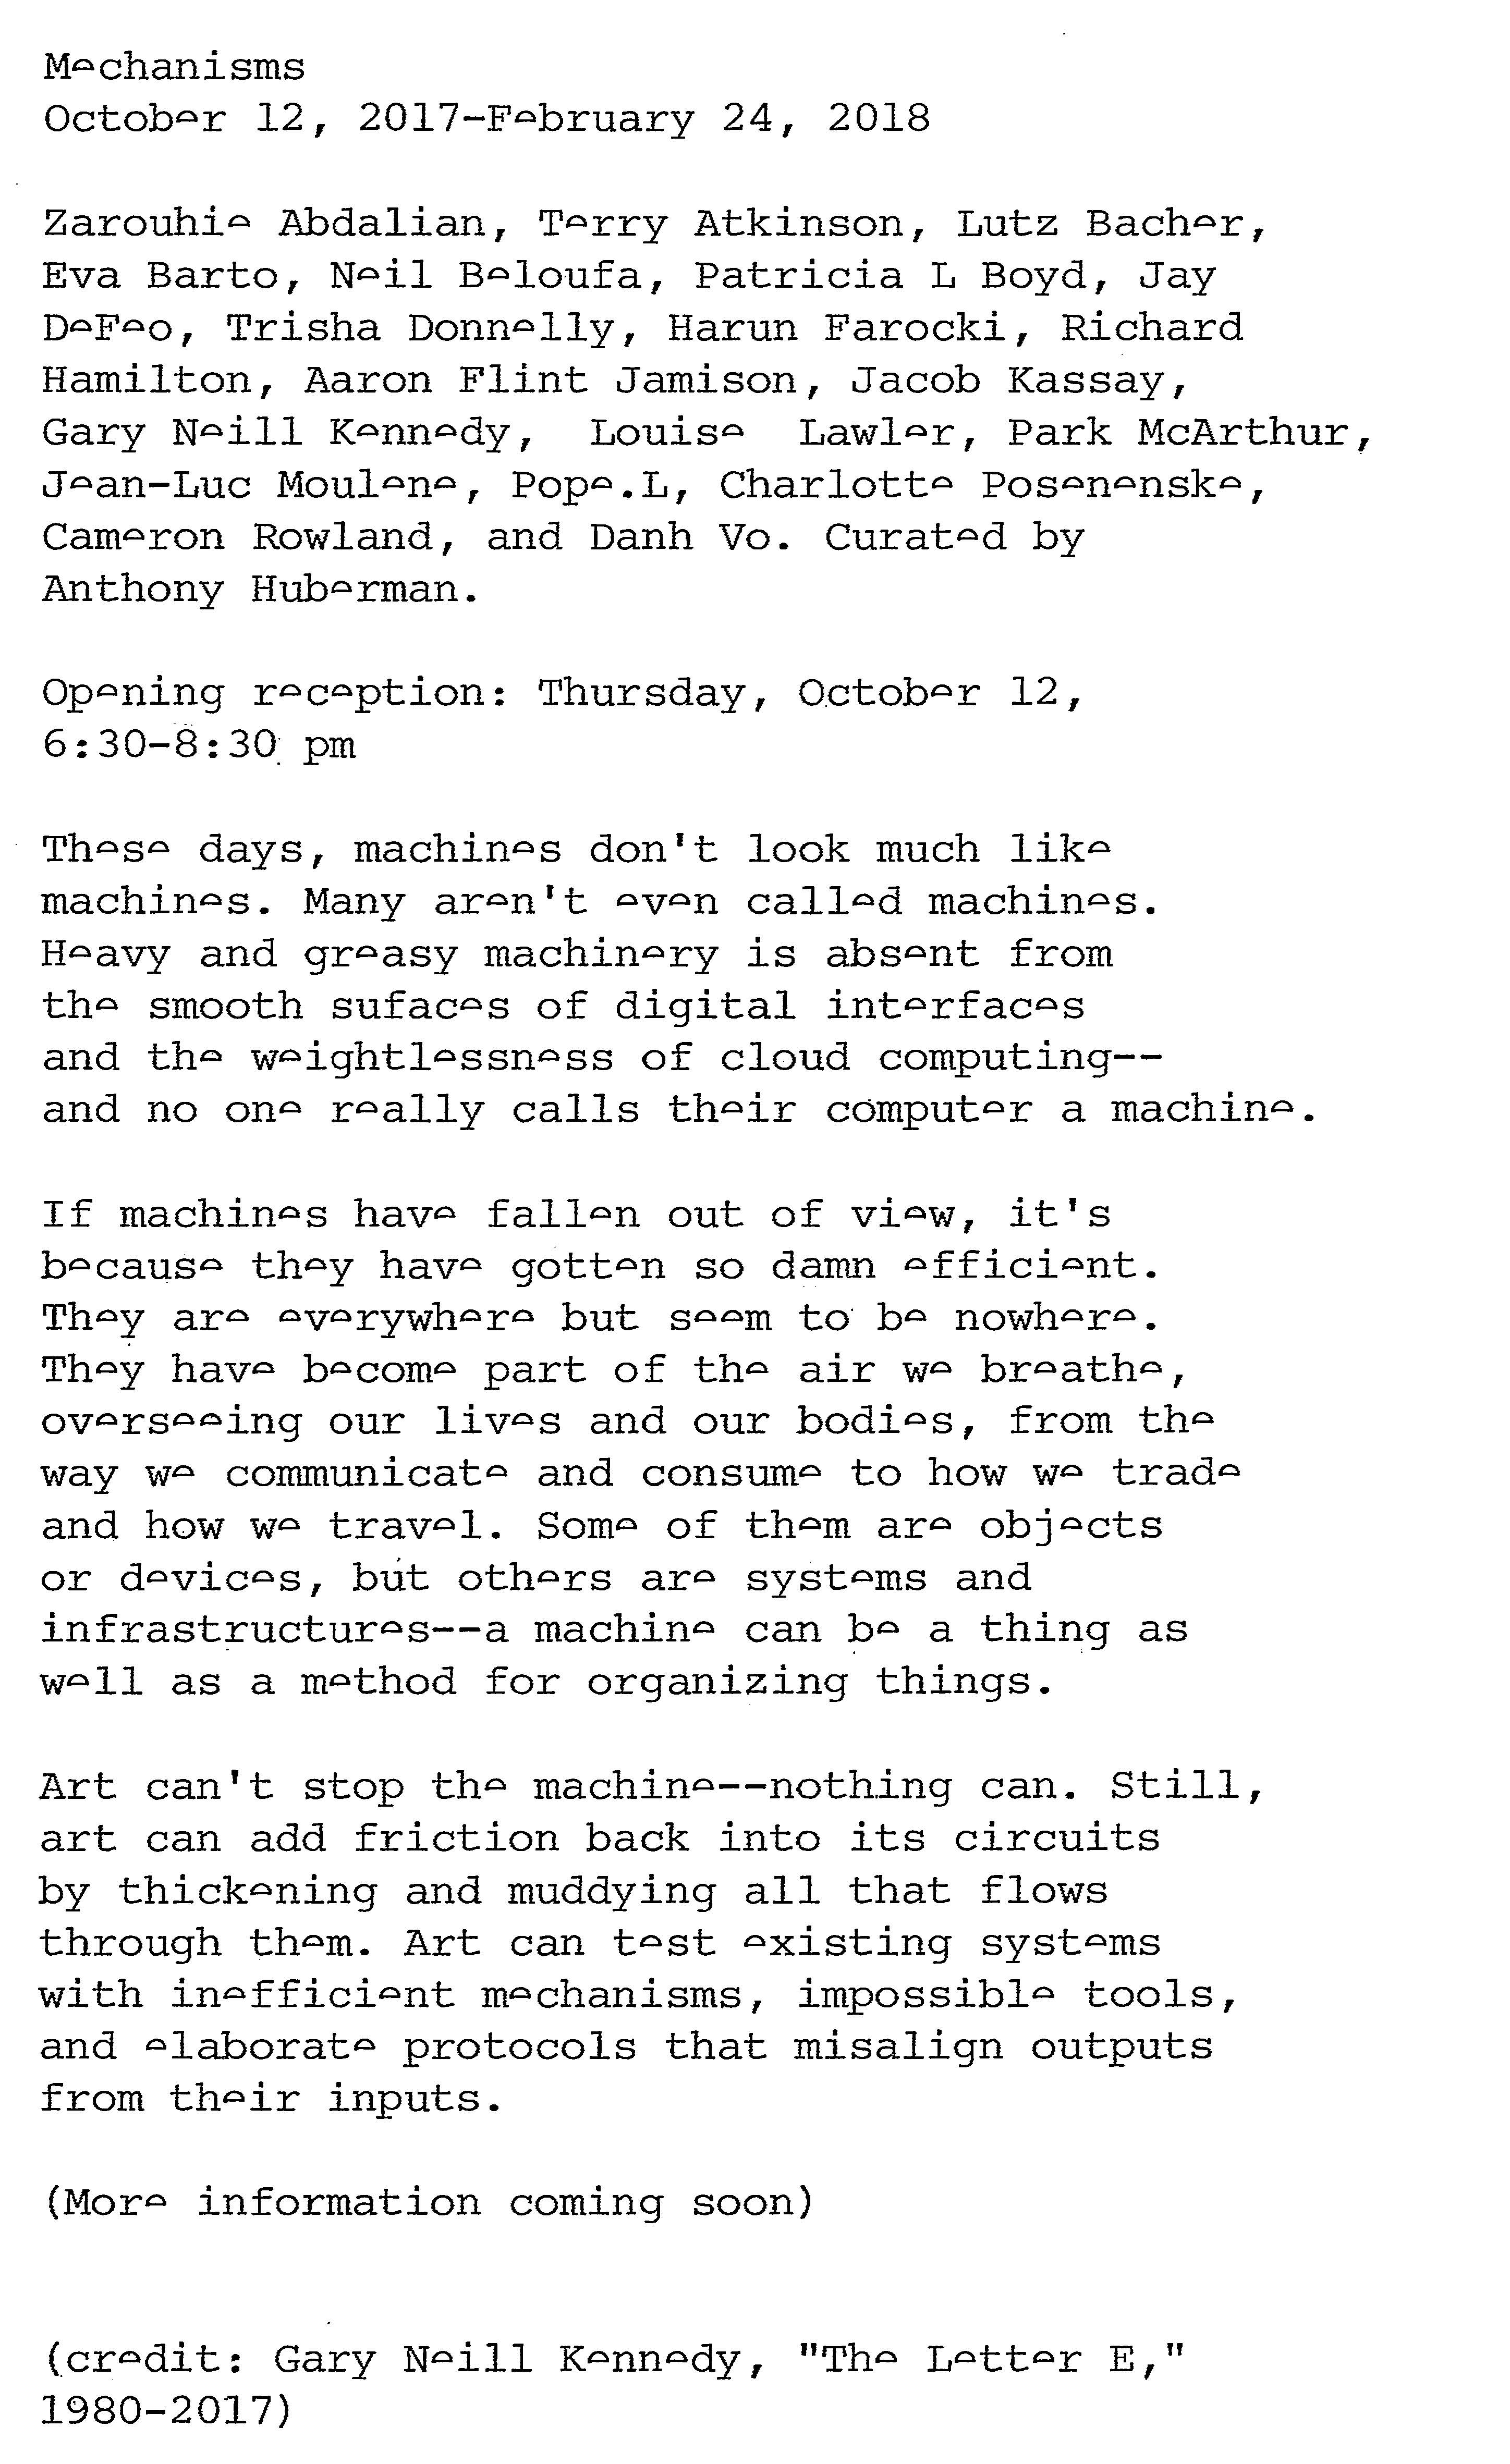 Mechanisms
October 12, 2017-February 24, 2018
Zarouhie Abdalian, Terry Atkinson, Lutz Bacher,
Eva Barto, Neil Beloufa, Patricia L Boyd, Jay
DeFeo, Trisha Donnelly, Harun Farocki, Richard
Hamilton, Aaron Flint Jamison, Jacob Kassay,
Gary Neill Kennedy, Louise Lawler, Park McArthur,
Jean-Luc Moulene, Pope.L, Charlotte Posenenske,
Cameron Rowland, and Danh Vo. Curated by
Anthony Huberman.
Opening reception: Thursday, October 12,
6:30-8:30 pm
These days, machines don't look much like
machines. Many aren't even called machines.
Heavy and greasy machinery is absent from
the smooth sufaces of digital interfaces
and the weightlessness of cloud computing--
and no one really calls their computer a machine.
If machines have fallen out of view, it's
because they have gotten so damn efficient.
They are everywhere but seem to be nowhere.
They have become part of the air we breathe,
overseeing our lives and our bodies, from the
way we communicate and consume to how we trade
and how we travel. Some of them are objects
or devices, but others are systems and
infrastructures--a machine can be a thing as
well as a method for organizing things.
Art can't stop the machine--nothing can. Still,
art can add friction back into its circuits
by thickening and muddying all that flows
through them. Art can test existing systems
with inefficient mechanisms, impossible tools,
and elaborate protocols that misalign outputs
from their inputs.
(More information coming soon)
(credit: Gary Neill Kennedy, "The Letter E,"
1980-2017)